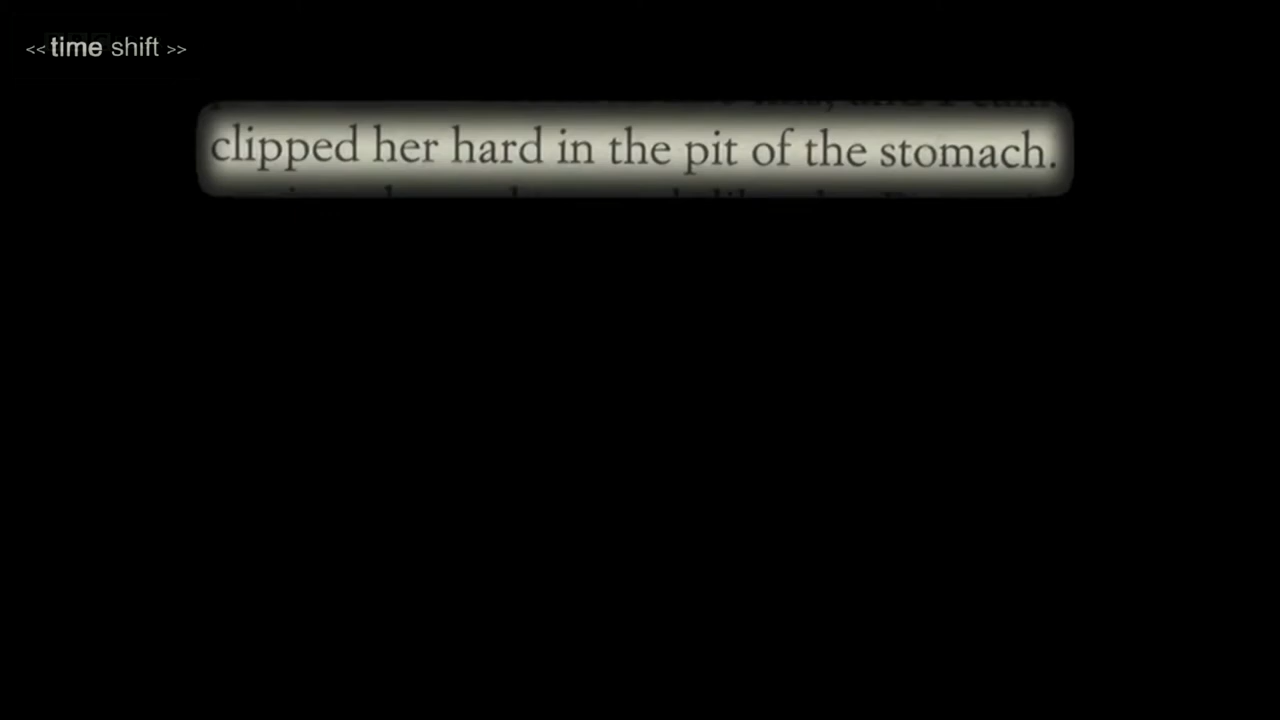 << time shift >>
clipped her hard in the pit of the stomach.